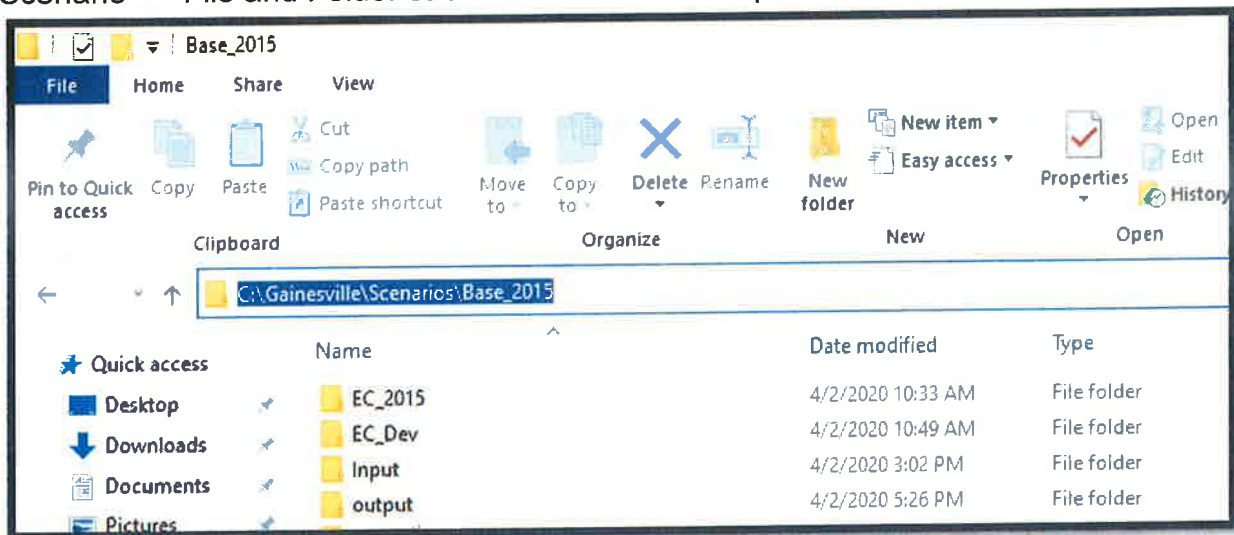 Base_2015
File Home Share View
Pin to Quick access
Copy
Paste
Cut
Copy path
Paste shortcut
Clipboard
Move to
Copy to
Delete
Rename
Organize
New folder
New item
Easy access
New
Properties
Open
Edit
History
Open
C:\Gainesville\Scenarios\Base_2015
Name Date modified Type
Quick access
Desktop
Downloads
Documents
Pictures
EC_2015 4/2/2020 10:33 AM File folder
EC_Dev 4/2/2020 10:49 AM File folder
Input 4/2/2020 3:02 PM File folder
output 4/2/2020 5:26 PM File folder